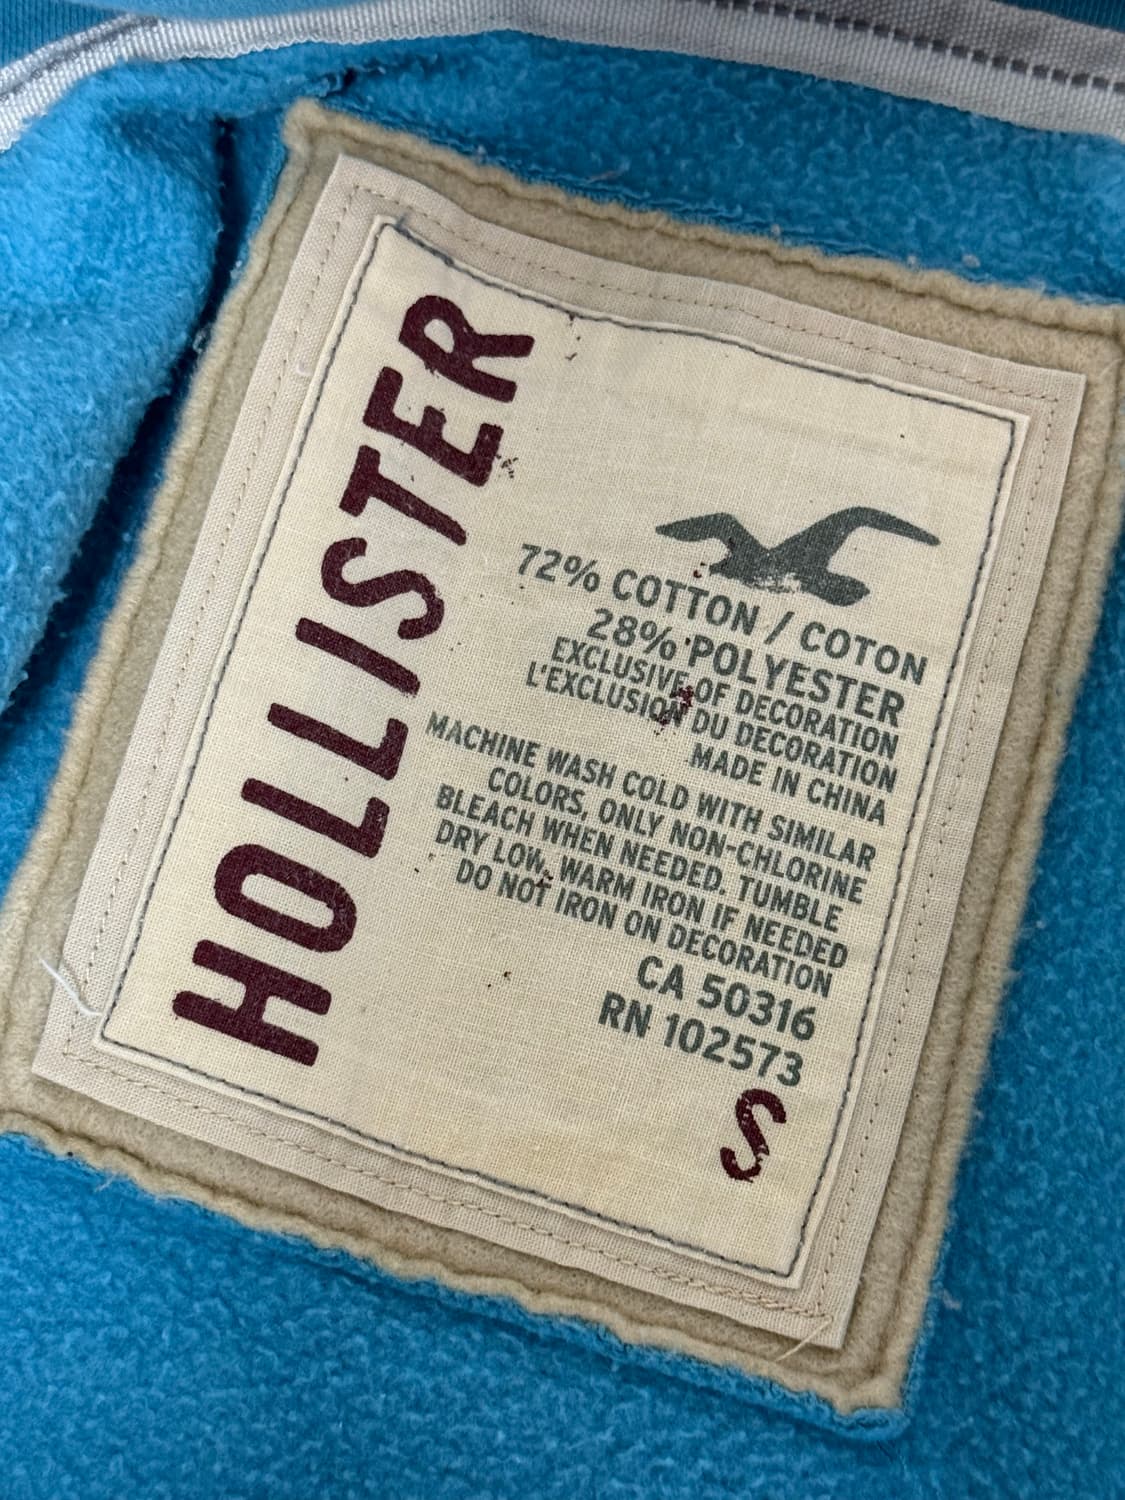 HOLLISTER
72% COTTON / COTON
28% POLYESTER
EXCLUSIVE OF DECORATION
L'EXCLUSION DU DECORATION
MADE IN CHINA
MACHINE WASH COLD WITH SIMILAR
COLORS, ONLY NON-CHLORINE
BLEACH WHEN NEEDED. TUMBLE
DRY LOW, WARM IRON IF NEEDED
DO NOT IRON ON DECORATION
CA 50316
RN 102573
S